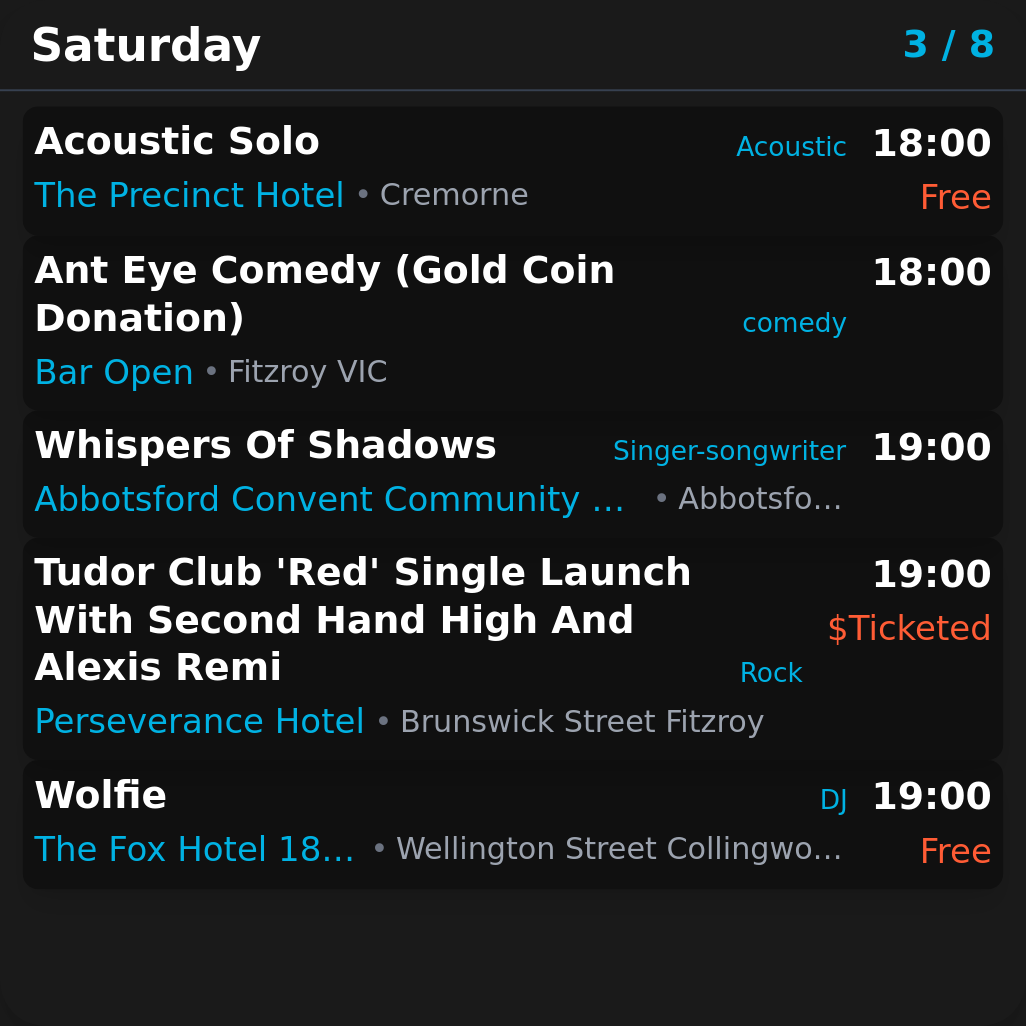 Saturday 3 / 8
Acoustic Solo Acoustic 18:00
The Precinct Hotel • Cremorne Free
Ant Eye Comedy (Gold Coin 18:00
Donation) comedy
Bar Open • Fitzroy VIC
Whispers Of Shadows Singer-songwriter 19:00
Abbotsford Convent Community ... • Abbotsfo...
Tudor Club 'Red' Single Launch 19:00
With Second Hand High And $Ticketed
Alexis Remi Rock
Perseverance Hotel • Brunswick Street Fitzroy
Wolfie DJ 19:00
The Fox Hotel 18... • Wellington Street Collingwo... Free